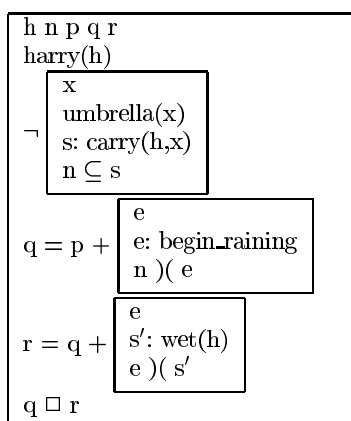 h n p q r
harry(h)
¬
x
umbrella(x)
s: carry(h,x)
n ⊆ s
q = p +
e
e: begin_raining
n )( e
r = q +
e
s′: wet(h)
e )( s′
q □ r